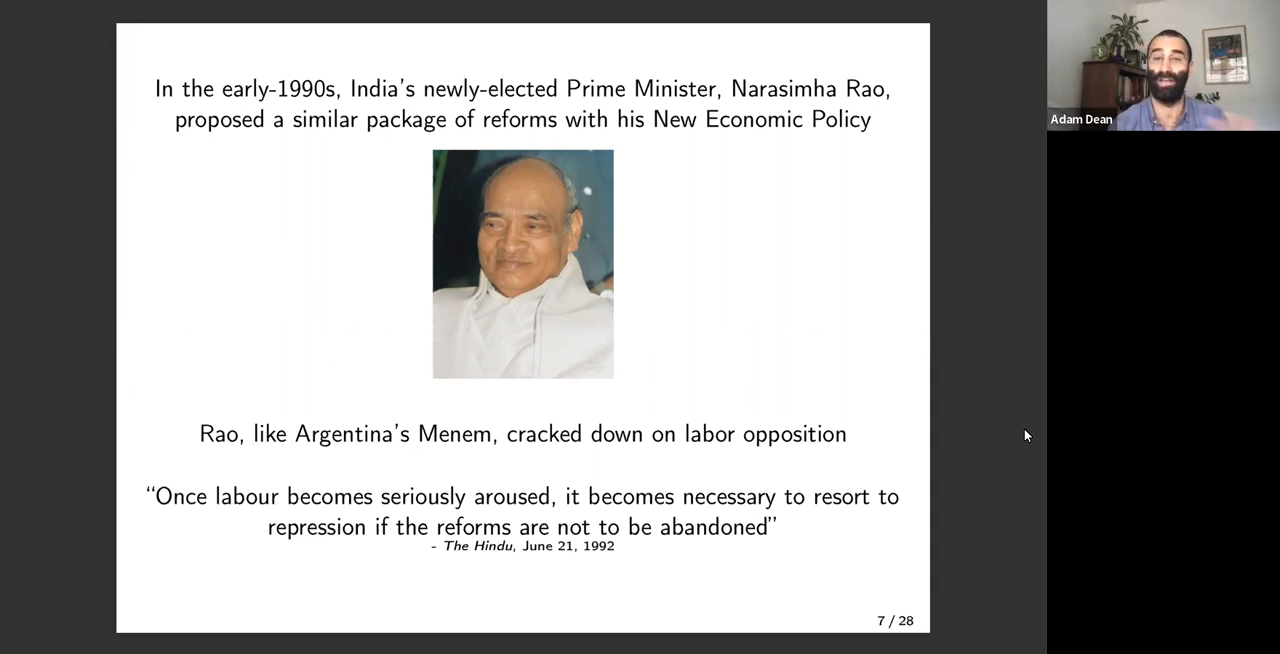 In the early-1990s, India's newly-elected Prime Minister, Narasimha Rao,
proposed a similar package of reforms with his New Economic Policy
Rao, like Argentina's Menem, cracked down on labor opposition
“Once labour becomes seriously aroused, it becomes necessary to resort to
repression if the reforms are not to be abandoned”
- The Hindu, June 21, 1992
7 / 28
Adam Dean